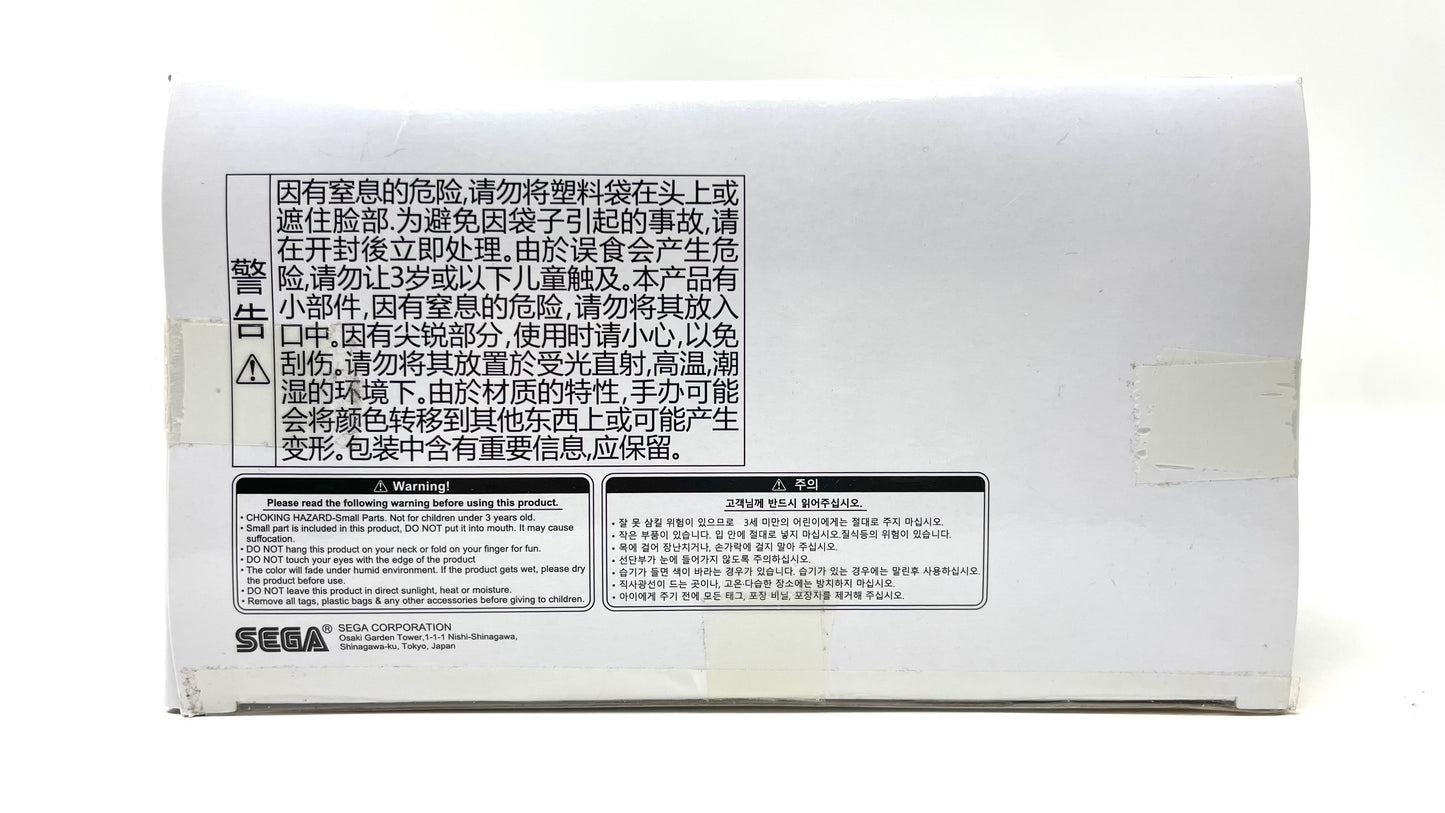 警告
因有窒息的危险,请勿将塑料袋在头上或
遮住脸部.为避免因袋子引起的事故,请
在开封後立即处理。由於误食会产生危
险,请勿让3岁或以下儿童触及。本产品有
小部件,因有窒息的危险,请勿将其放入
口中。因有尖锐部分,使用时请小心,以免
刮伤。请勿将其放置於受光直射,高温,潮
湿的环境下。由於材质的特性,手办可能
会将颜色转移到其他东西上或可能产生
变形。包装中含有重要信息,应保留。
Warning!
Please read the following warning before using this product.
• CHOKING HAZARD-Small Parts. Not for children under 3 years old.
• Small part is included in this product, DO NOT put it into mouth. It may cause
suffocation.
• DO NOT hang this product on your neck or fold on your finger for fun.
• DO NOT touch your eyes with the edge of the product
• The color will fade under humid environment. If the product gets wet, please dry
the product before use.
• DO NOT leave this product in direct sunlight, heat or moisture.
• Remove all tags, plastic bags & any other accessories before giving to children.
주의
고객님께 반드시 읽어주십시오.
• 잘 못 삼킬 위험이 있으므로 3세 미만의 어린이에게는 절대로 주지 마십시오.
• 작은 부품이 있습니다. 입 안에 절대로 넣지 마십시오.질식등의 위험이 있습니다.
• 목에 걸어 장난치거나, 손가락에 걸지 말아 주십시오.
• 선단부가 눈에 들어가지 않도록 주의하십시오.
• 습기가 들면 색이 바라는 경우가 있습니다. 습기가 있는 경우에는 말린후 사용하십시오.
• 직사광선이 드는 곳이나, 고온·다습한 장소에는 방치하지 마십시오.
• 아이에게 주기 전에 모든 태그, 포장 비닐, 포장지를 제거해 주십시오.
SEGA®
SEGA CORPORATION
Osaki Garden Tower,1-1-1 Nishi-Shinagawa,
Shinagawa-ku, Tokyo, Japan